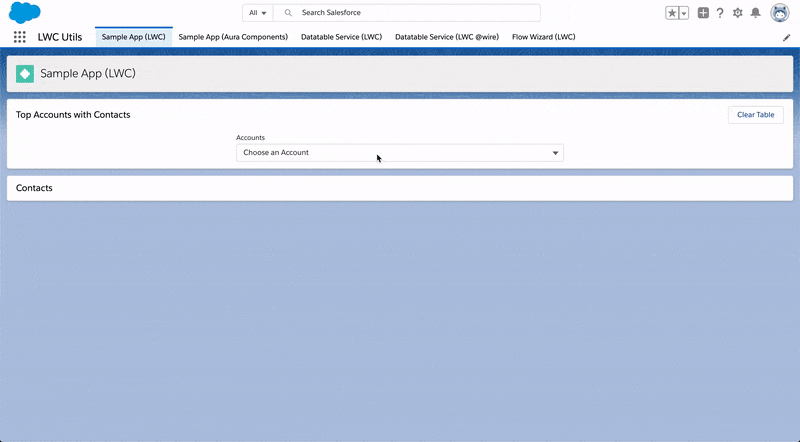 All
Search Salesforce
LWC Utils
Sample App (LWC)
Sample App (Aura Components)
Datatable Service (LWC)
Datatable Service (LWC @wire)
Flow Wizard (LWC)
Sample App (LWC)
Top Accounts with Contacts
Clear Table
Accounts
Choose an Account
Contacts